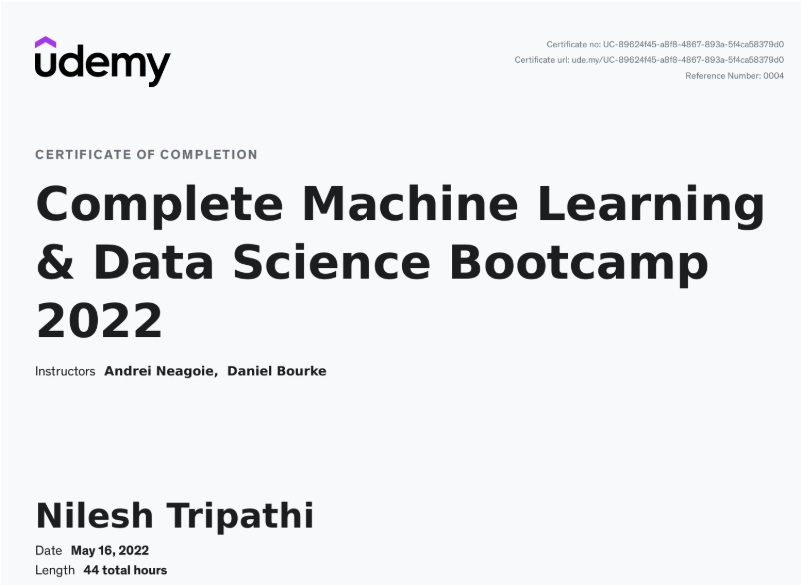 udemy
Certificate no: UC-89624f45-a8f8-4867-893a-5f4ca58379d0
Certificate url: ude.my/UC-89624f45-a8f8-4867-893a-5f4ca58379d0
Reference Number: 0004
CERTIFICATE OF COMPLETION
Complete Machine Learning
& Data Science Bootcamp
2022
Instructors Andrei Neagoie, Daniel Bourke
Nilesh Tripathi
Date May 16, 2022
Length 44 total hours